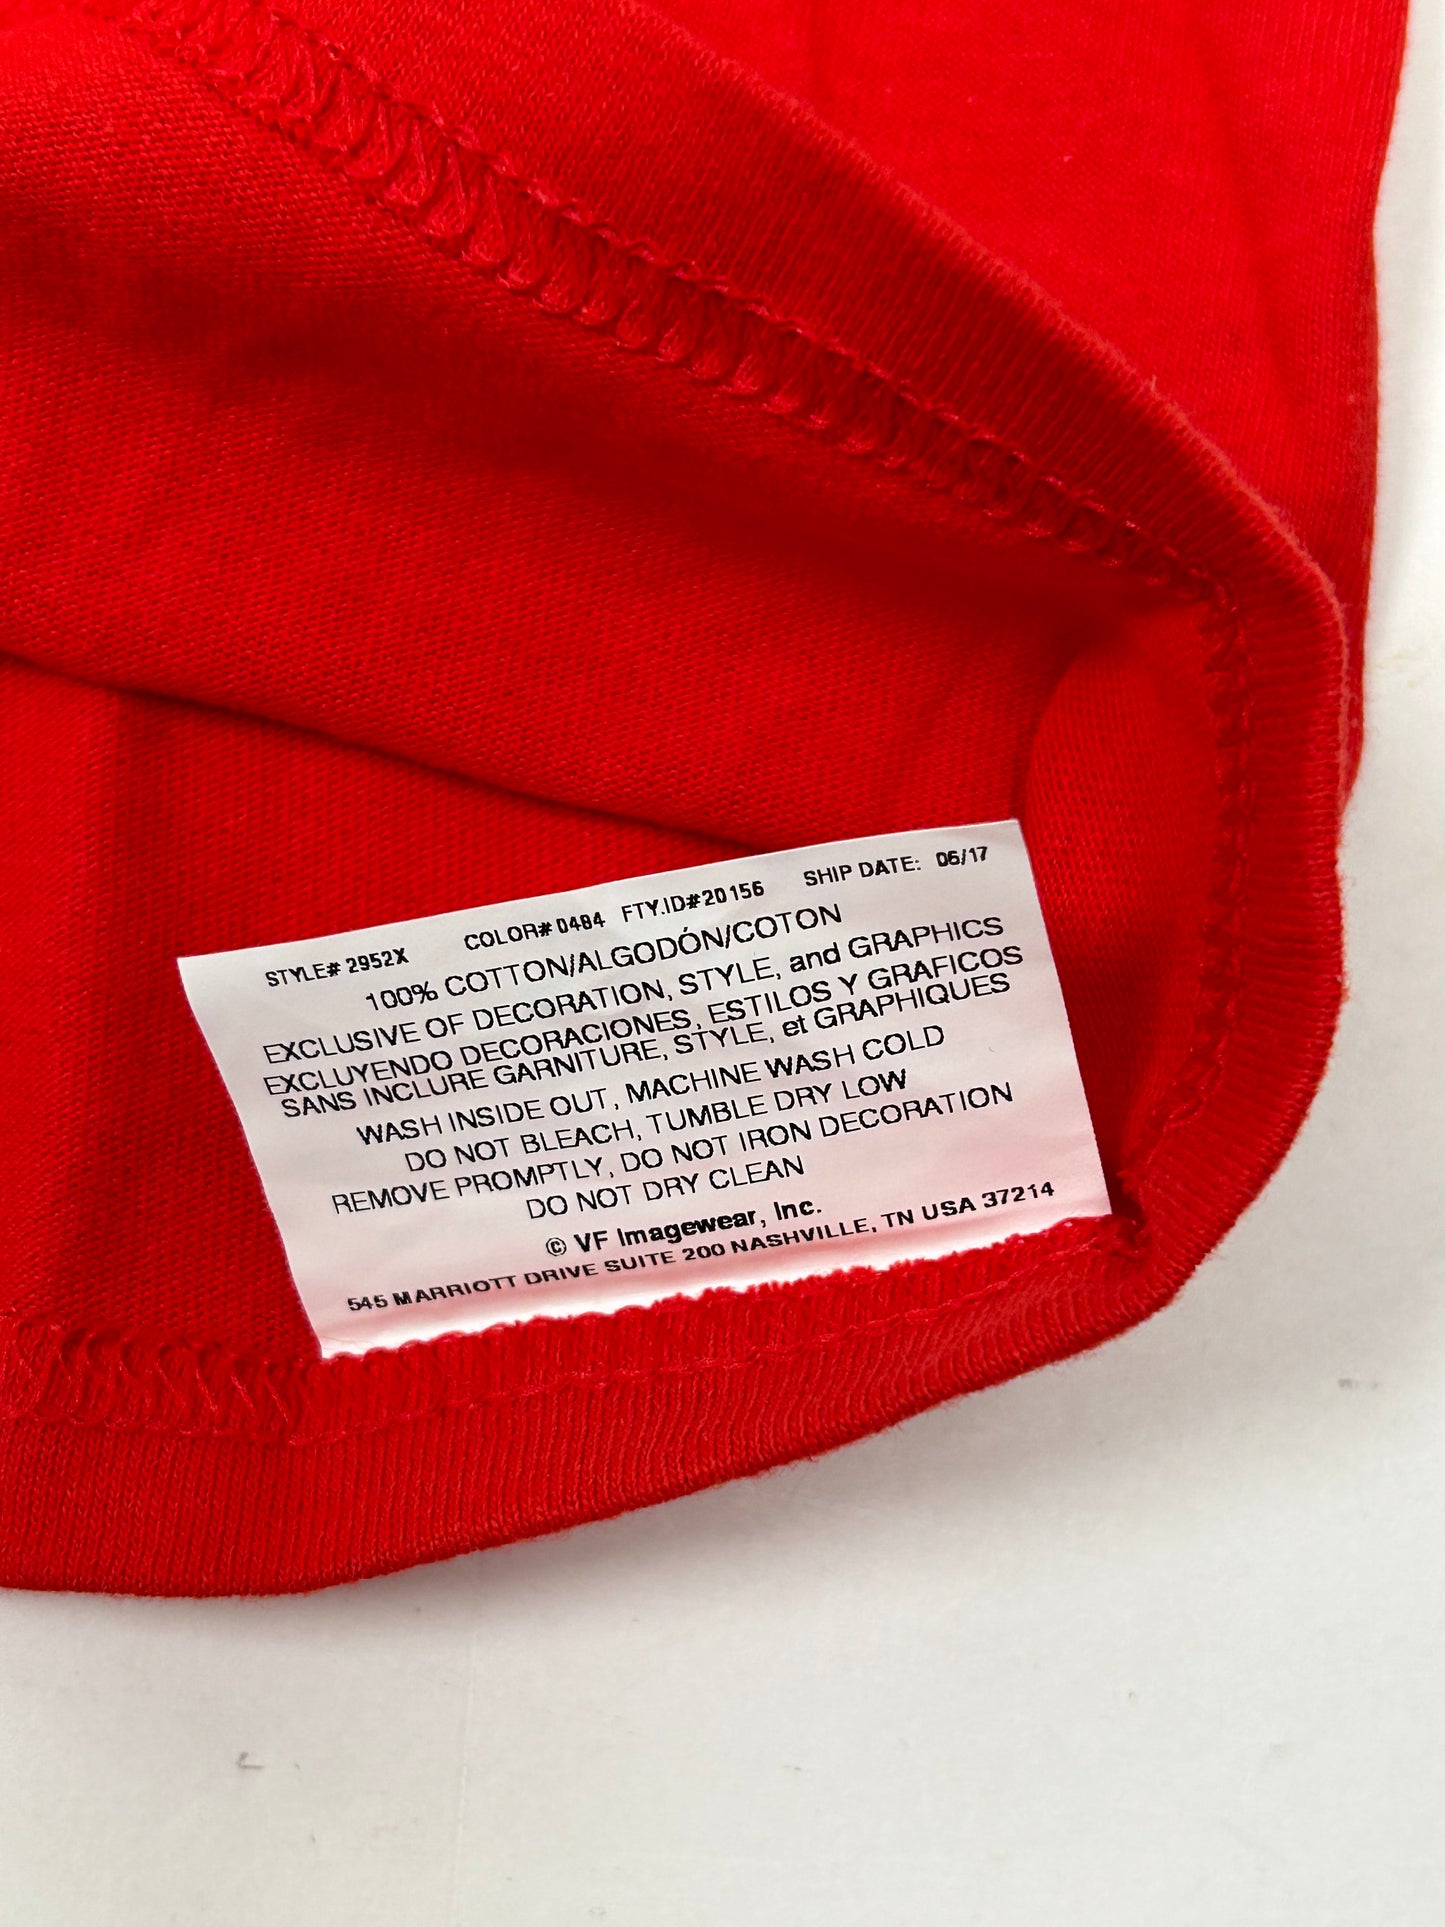 STYLE# 2952X COLOR# 0484 FTY.ID#20156 SHIP DATE: 06/17
100% COTTON/ALGODÓN/COTON
EXCLUSIVE OF DECORATION, STYLE, and GRAPHICS
EXCLUYENDO DECORACIONES, ESTILOS Y GRAFICOS
SANS INCLURE GARNITURE, STYLE, et GRAPHIQUES
WASH INSIDE OUT, MACHINE WASH COLD
DO NOT BLEACH, TUMBLE DRY LOW
REMOVE PROMPTLY, DO NOT IRON DECORATION
DO NOT DRY CLEAN
© VF Imagewear, Inc.
545 MARRIOTT DRIVE SUITE 200 NASHVILLE, TN USA 37214